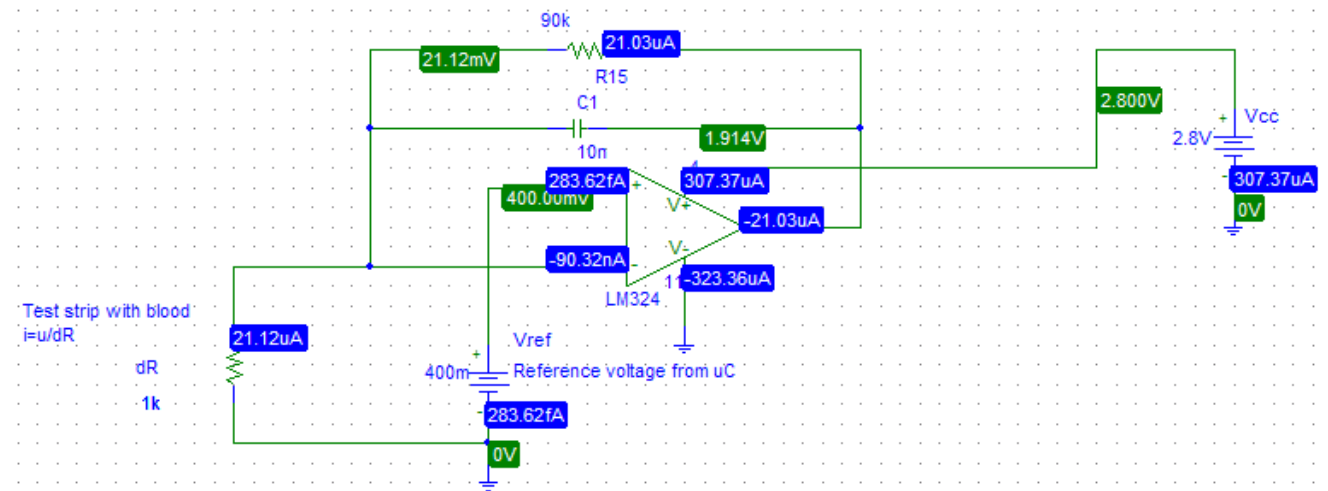 90k
21.03uA
21.12mV
R15
C1
2.800V
1.914V
Vcc
+
2.8V
10n
283.62fA
+
307.37uA
-
307.37uA
400.00mV
V+
0V
-21.03uA
V-
-90.32nA
-
11
-323.36uA
LM324
Test strip with blood
i=u/dR
21.12uA
Vref
+
dR
400m
Reference voltage from uC
1k
-
283.62fA
0V